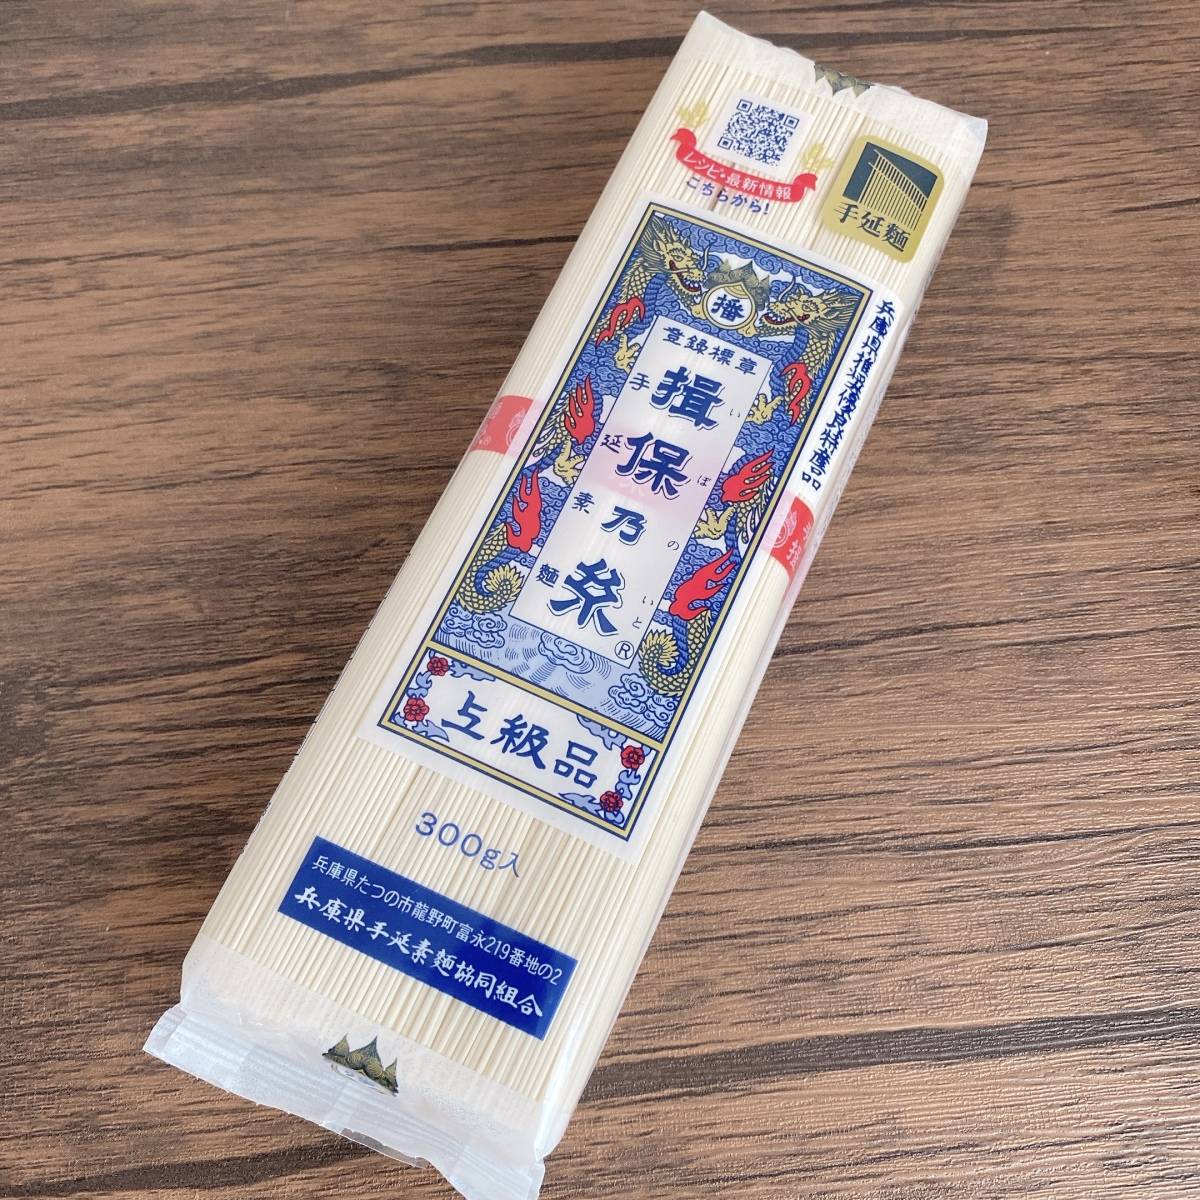 レシピ・最新情報
こちらから!
手延麺
兵庫県推奨優良特産品
播
登録標章
手延素麺
揖保乃糸
いぼのいと
®
上級品
300g入
兵庫県たつの市龍野町富永219番地の2
兵庫県手延素麺協同組合